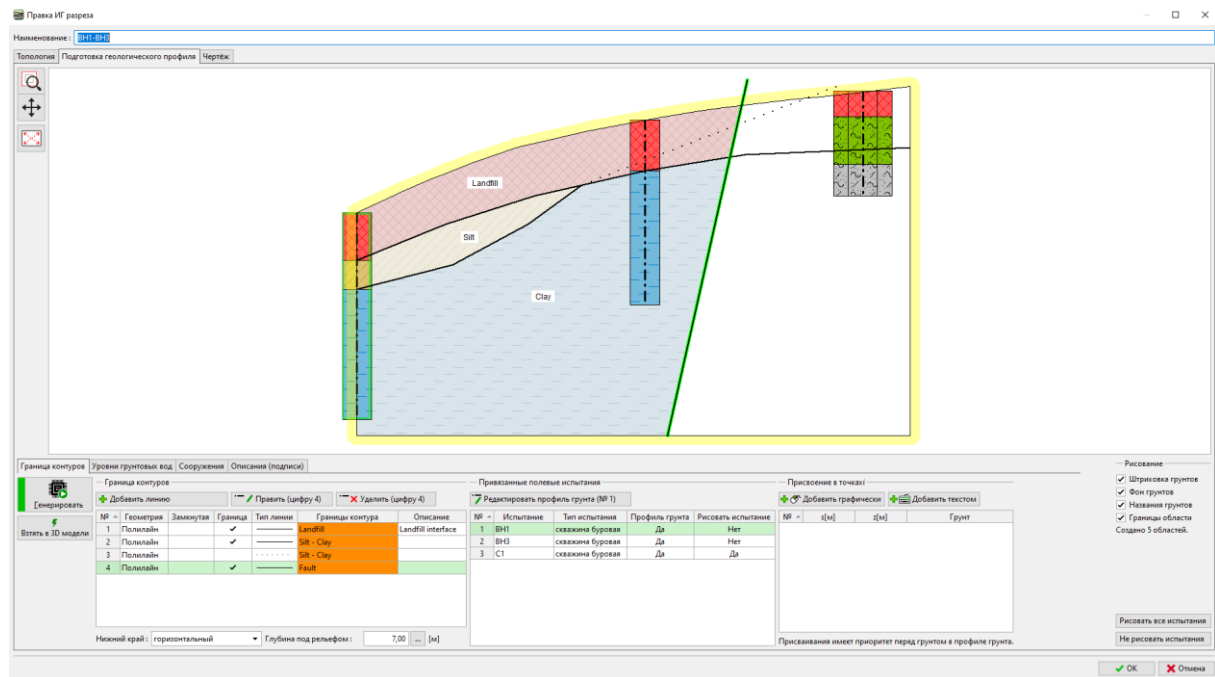 Правка ИГ разреза
Наименование : BH1-BH3
Топология Подготовка геологического профиля Чертёж
Landfill
Silt
Clay
Граница контуров Уровни грунтовых вод Сооружения Описания (подписи)
Генерировать
Взять в 3D модели
Граница контуров
Добавить линию Править (цифру 4) Удалить (цифру 4)
№ Геометрия Замкнутая Граница Тип линии Границы контура Описание
1 Полилайн Landfill Landfill interface
2 Полилайн Silt - Clay
3 Полилайн Silt - Clay
4 Полилайн Fault
Нижний край : горизонтальный Глубина под рельефом : 7,00 ... [м]
Привязанные полевые испытания
Редактировать профиль грунта (№ 1)
№ Испытание Тип испытания Профиль грунта Рисовать испытание
1 BH1 скважина буровая Да Нет
2 BH3 скважина буровая Да Нет
3 C1 скважина буровая Да Да
Присвоение в точкахí
Добавить графически Добавить текстом
№ s[м] z[м] Грунт
Присваивания имеет приоритет перед грунтом в профиле грунта.
Рисование
Штриховка грунтов
Фон грунтов
Названия грунтов
Границы области
Создано 5 областей.
Рисовать все испытания
Не рисовать испытания
OK Отмена